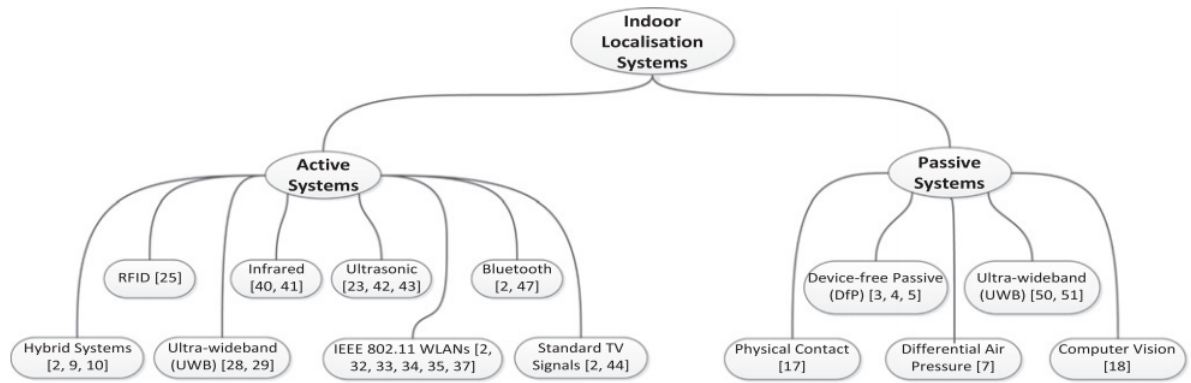 Indoor
Localisation
Systems
Active
Systems
Passive
Systems
RFID [25]
Infrared
[40, 41]
Ultrasonic
[23, 42, 43]
Bluetooth
[2, 47]
Device-free Passive
(DfP) [3, 4, 5]
Ultra-wideband
(UWB) [50, 51]
Hybrid Systems
[2, 9, 10]
Ultra-wideband
(UWB) [28, 29]
IEEE 802.11 WLANs [2,
32, 33, 34, 35, 37]
Standard TV
Signals [2, 44]
Physical Contact
[17]
Differential Air
Pressure [7]
Computer Vision
[18]